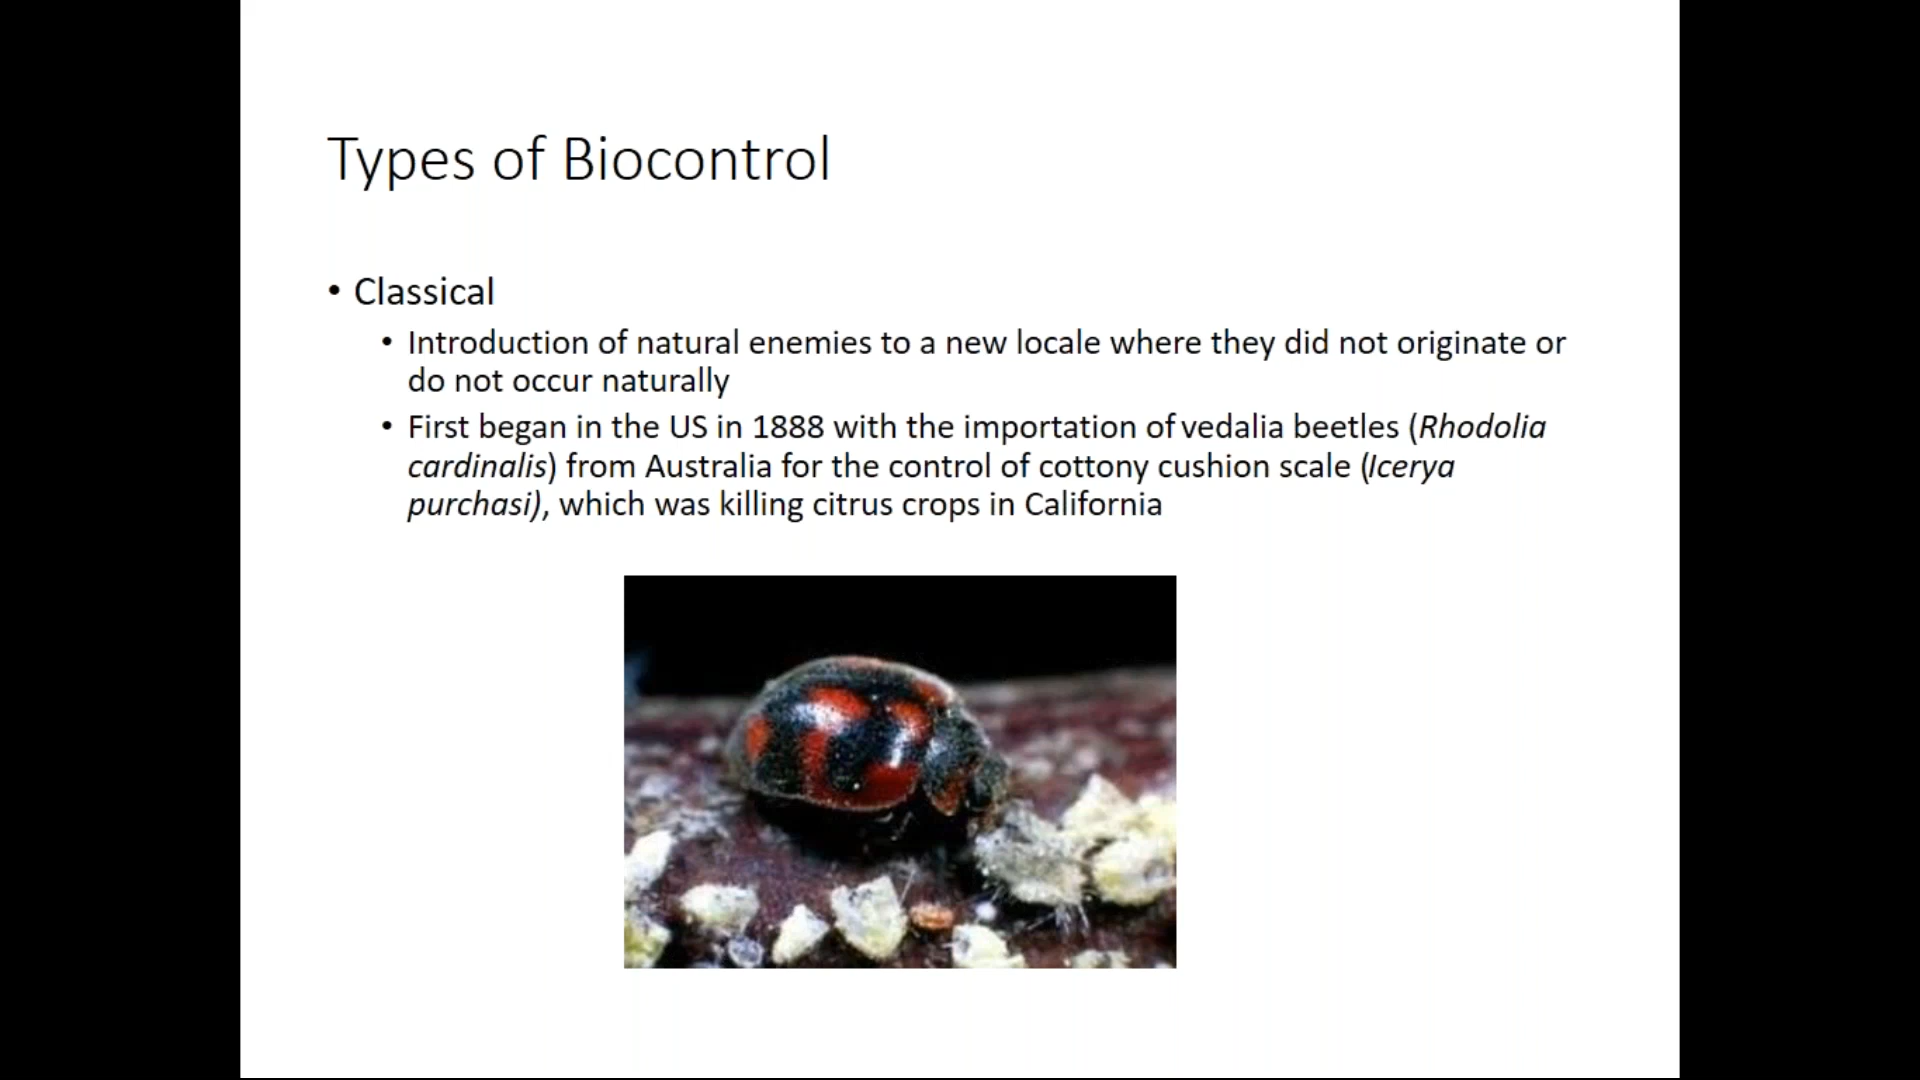 Types of Biocontrol
• Classical
• Introduction of natural enemies to a new locale where they did not originate or
do not occur naturally
• First began in the US in 1888 with the importation of vedalia beetles (Rhodolia
cardinalis) from Australia for the control of cottony cushion scale (Icerya
purchasi), which was killing citrus crops in California